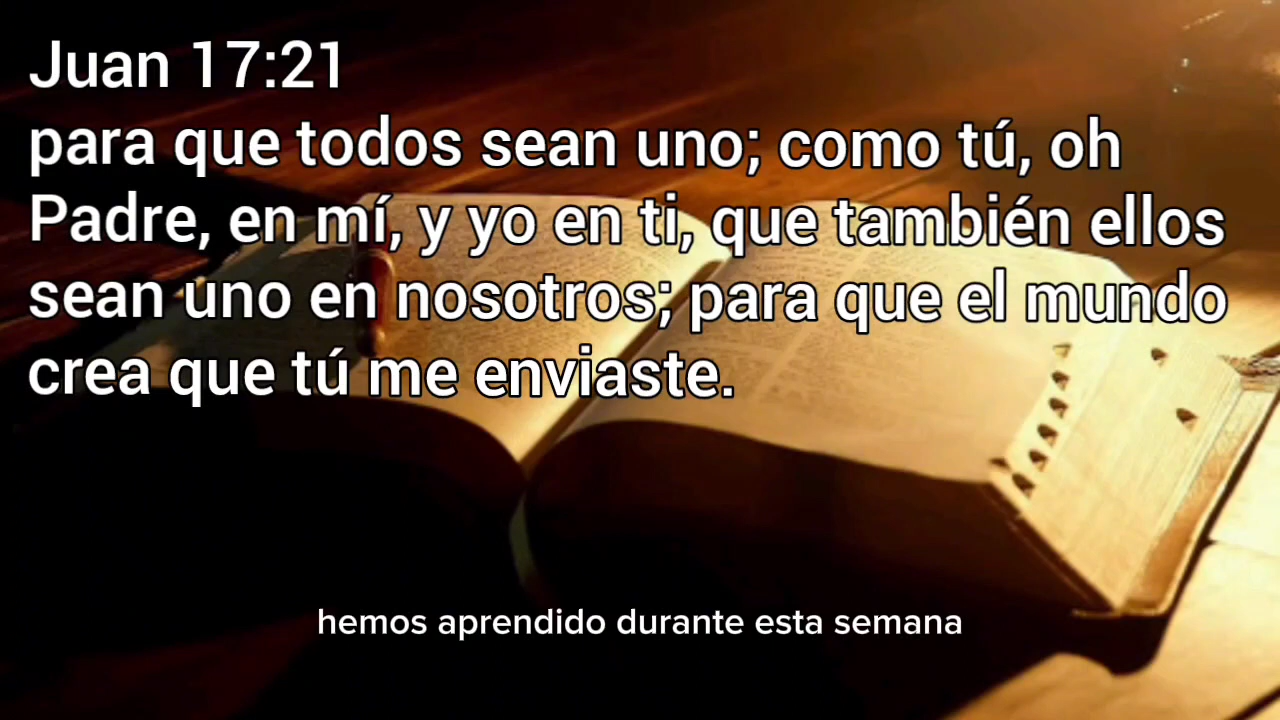 Juan 17:21
para que todos sean uno; como tú, oh
Padre, en mí, y yo en ti, que también ellos
sean uno en nosotros; para que el mundo
crea que tú me enviaste.
hemos aprendido durante esta semana